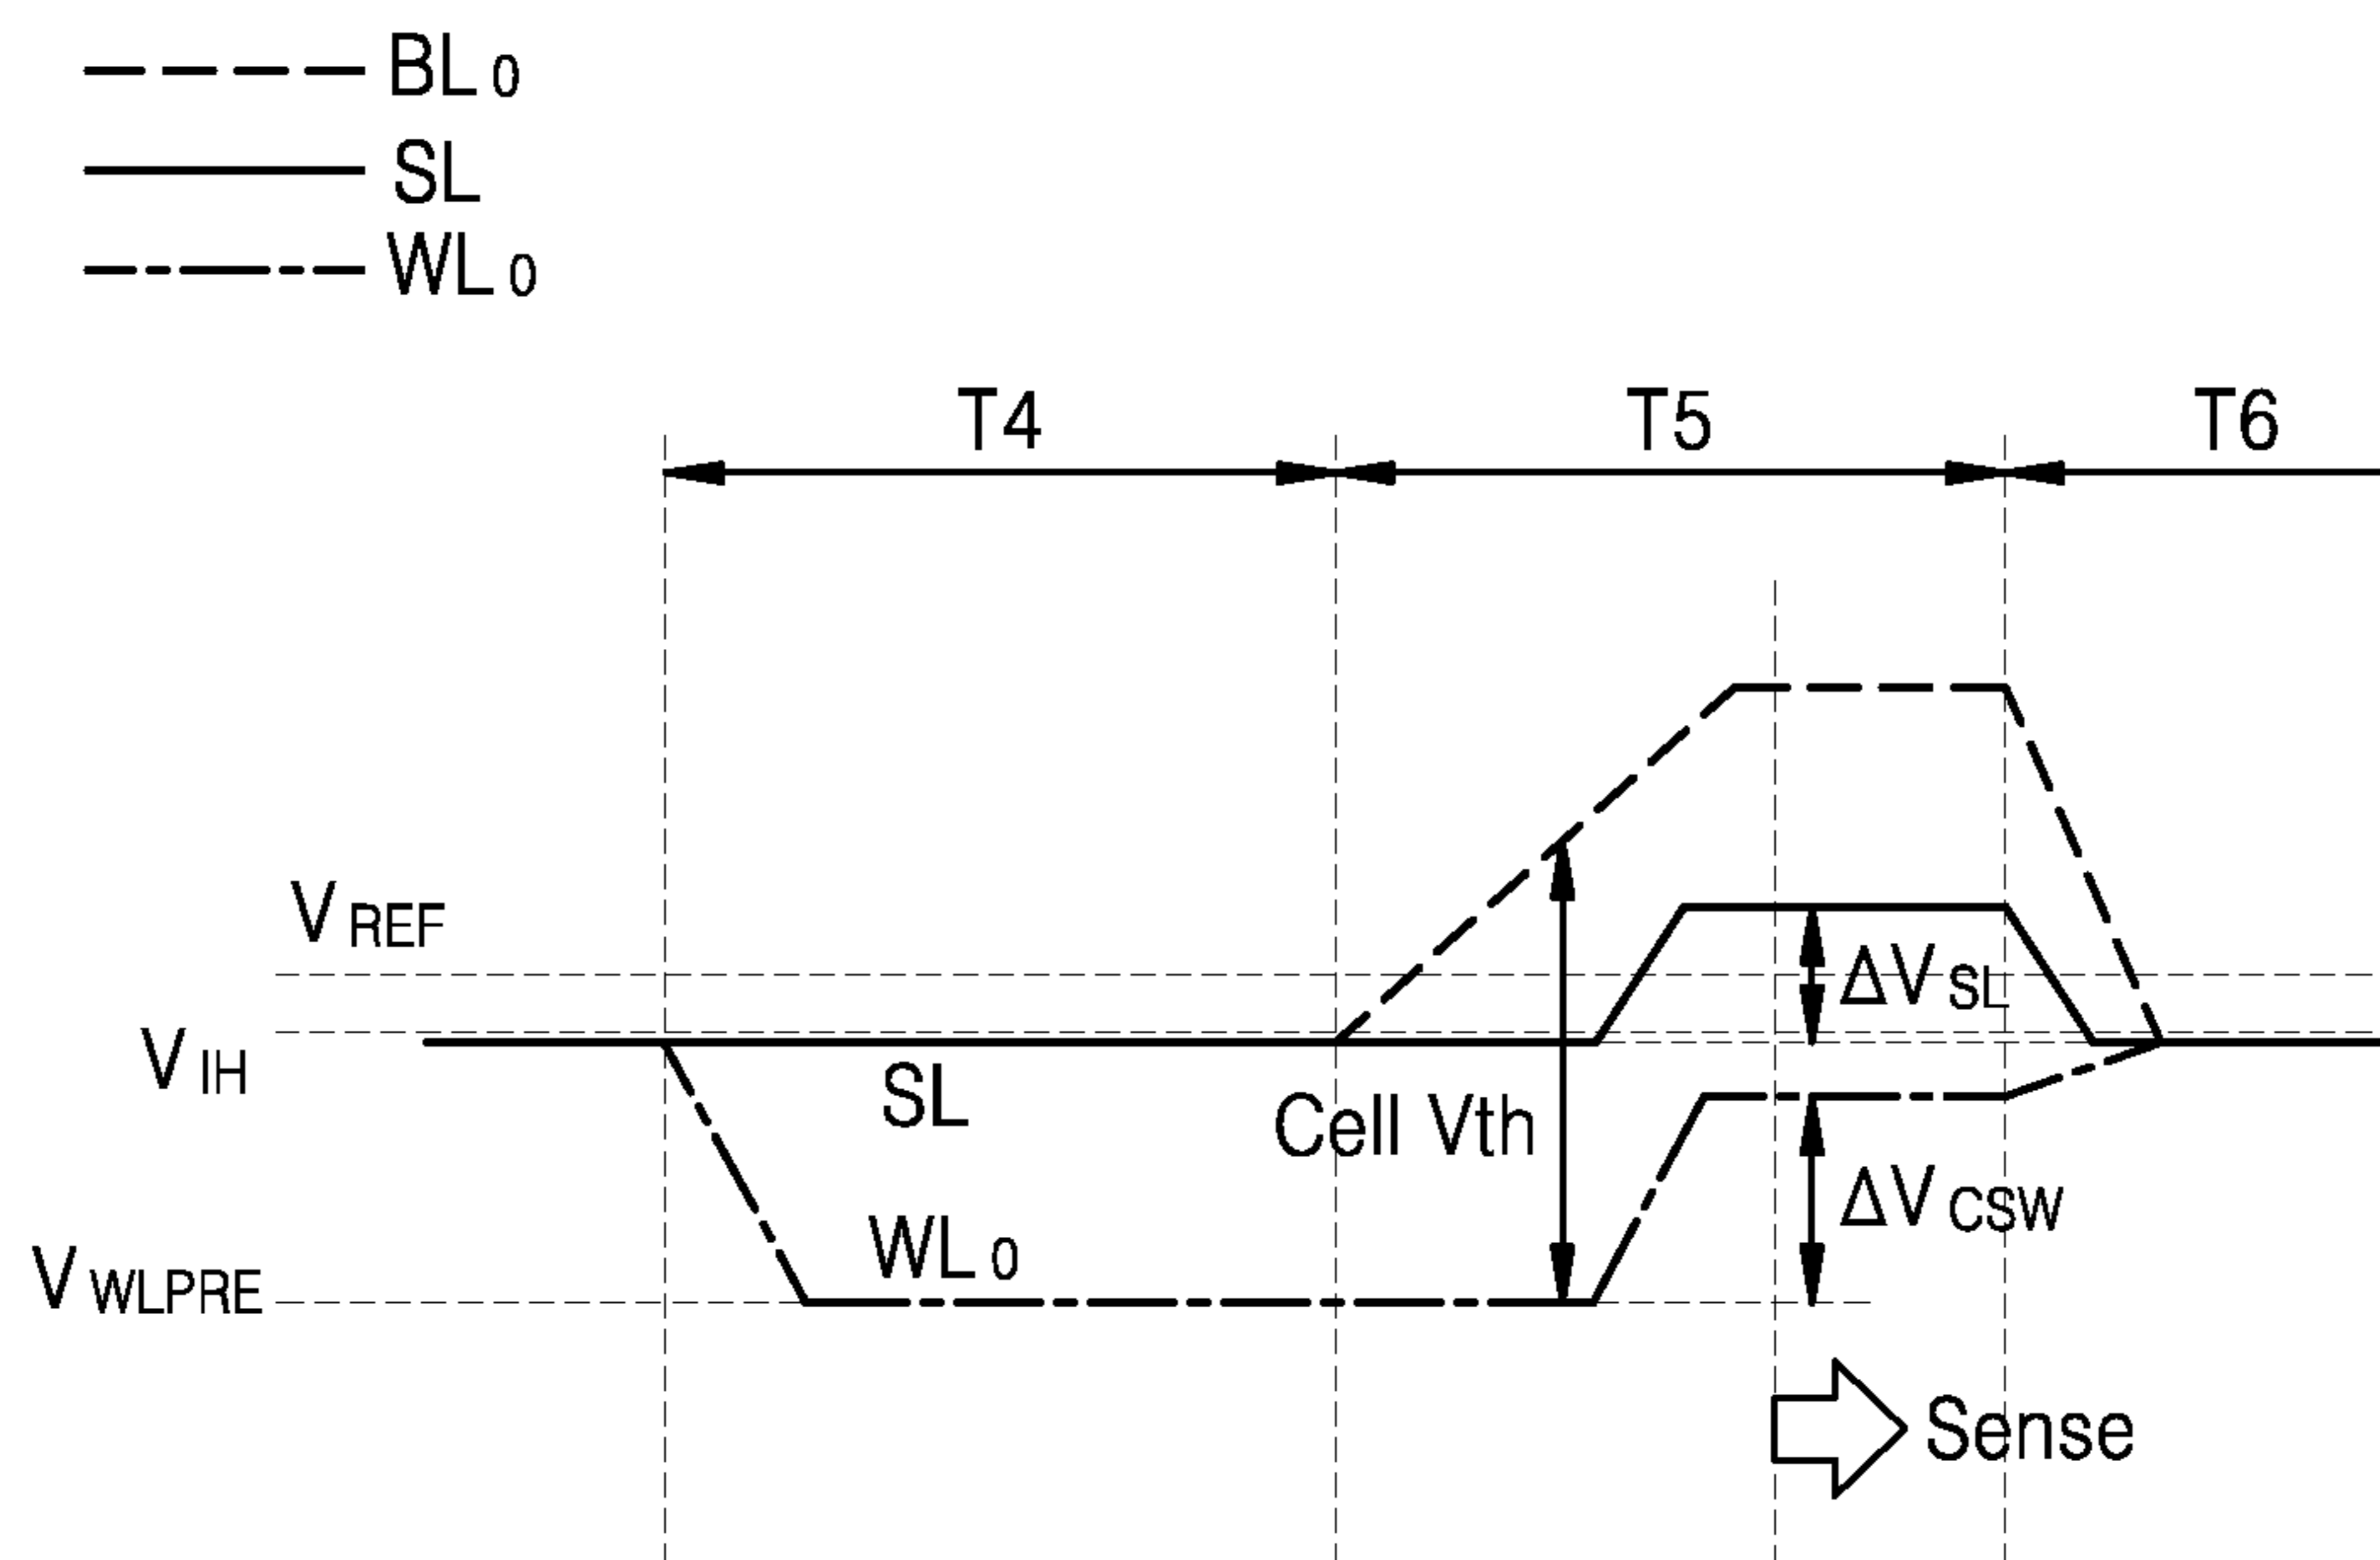 BL0
SL
WL0
T4 T5 T6
VREF
ΔVSL
VIH
SL
Cell Vth
ΔVCSW
WL0
VWLPRE
Sense